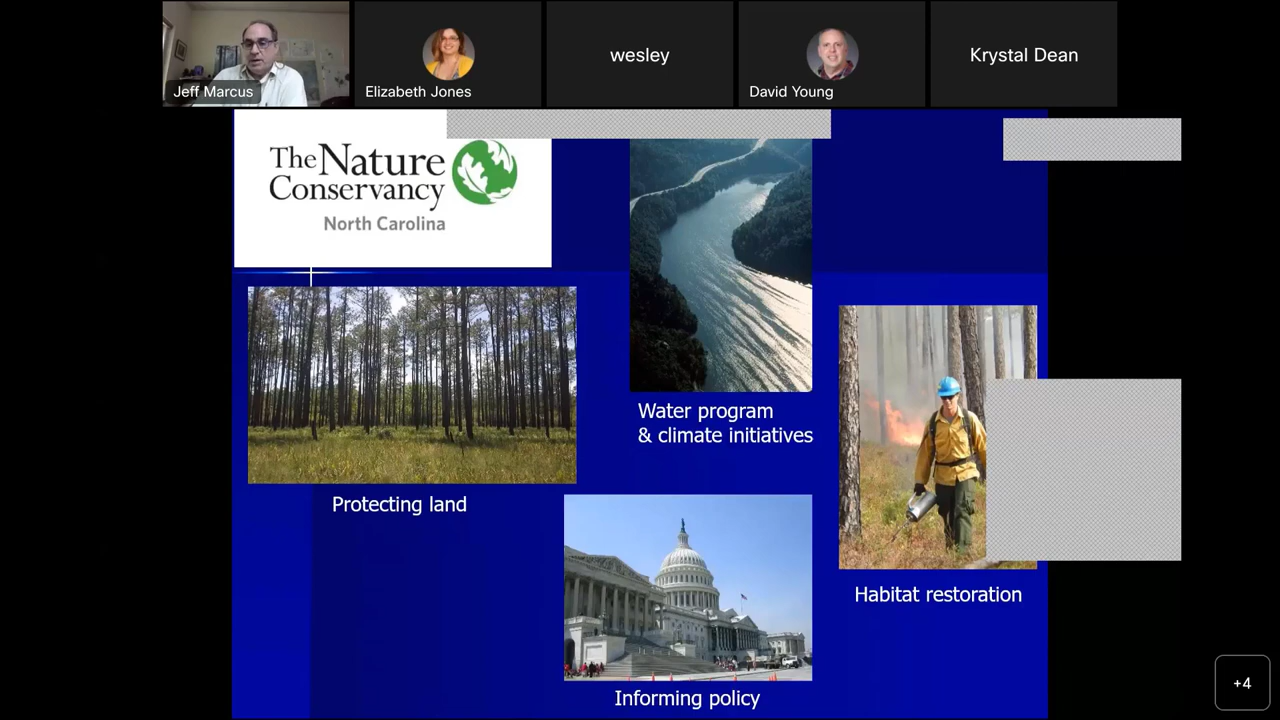 Jeff Marcus
Elizabeth Jones
wesley
David Young
Krystal Dean
The Nature
Conservancy
North Carolina
Water program
& climate initiatives
Protecting land
Habitat restoration
Informing policy
+4